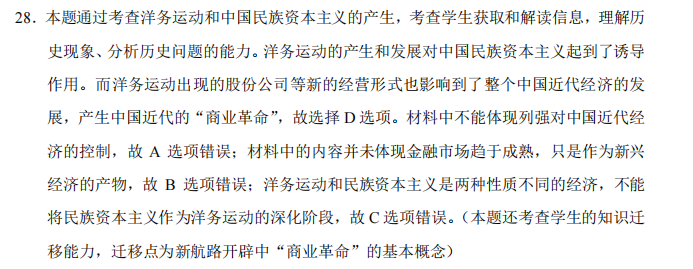 28．本题通过考查洋务运动和中国民族资本主义的产生，考查学生获取和解读信息，理解历
史现象、分析历史问题的能力。洋务运动的产生和发展对中国民族资本主义起到了诱导
作用。而洋务运动出现的股份公司等新的经营形式也影响到了整个中国近代经济的发
展，产生中国近代的“商业革命”，故选择 D 选项。材料中不能体现列强对中国近代经
济的控制，故 A 选项错误；材料中的内容并未体现金融市场趋于成熟，只是作为新兴
经济的产物，故 B 选项错误；洋务运动和民族资本主义是两种性质不同的经济，不能
将民族资本主义作为洋务运动的深化阶段，故 C 选项错误。（本题还考查学生的知识迁
移能力，迁移点为新航路开辟中“商业革命”的基本概念）